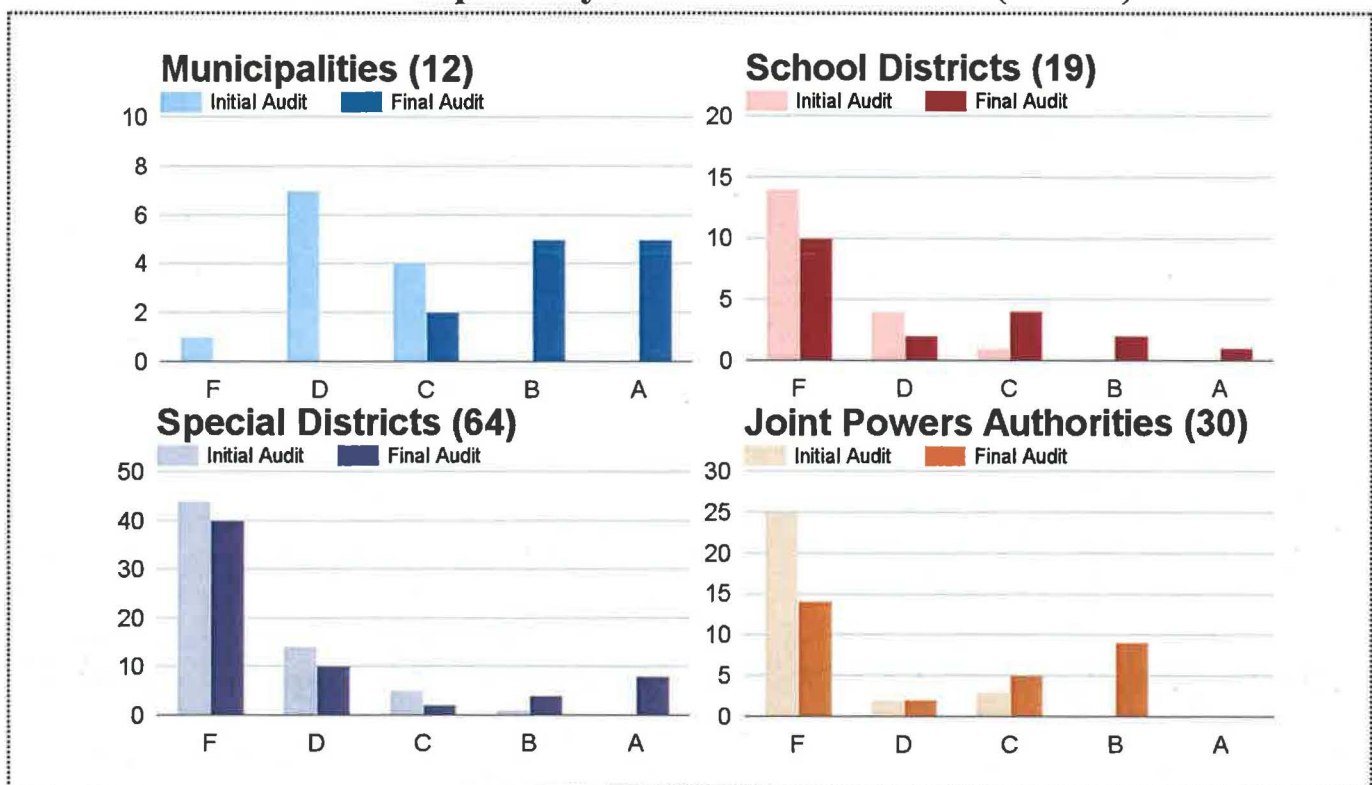 Municipalities (12)
Initial Audit Final Audit
10
8
6
4
2
0
F D C B A
School Districts (19)
Initial Audit Final Audit
20
15
10
5
0
F D C B A
Special Districts (64)
Initial Audit Final Audit
50
40
30
20
10
0
F D C B A
Joint Powers Authorities (30)
Initial Audit Final Audit
30
25
20
15
10
5
0
F D C B A